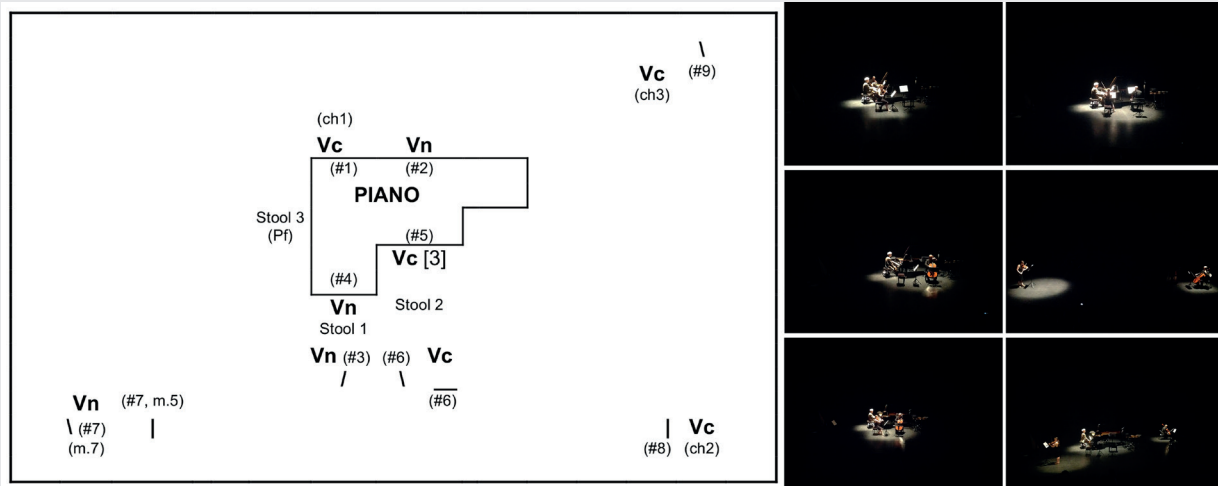 \
Vc (#9)
(ch3)
(ch1)
Vc Vn
(#1) (#2)
PIANO
Stool 3
(Pf)
(#5)
Vc [3]
(#4)
Vn
Stool 2
Stool 1
Vn (#3) (#6) Vc
/ \
(#6)
Vn (#7, m.5)
\ (#7) | | Vc
(m.7) (#8) (ch2)